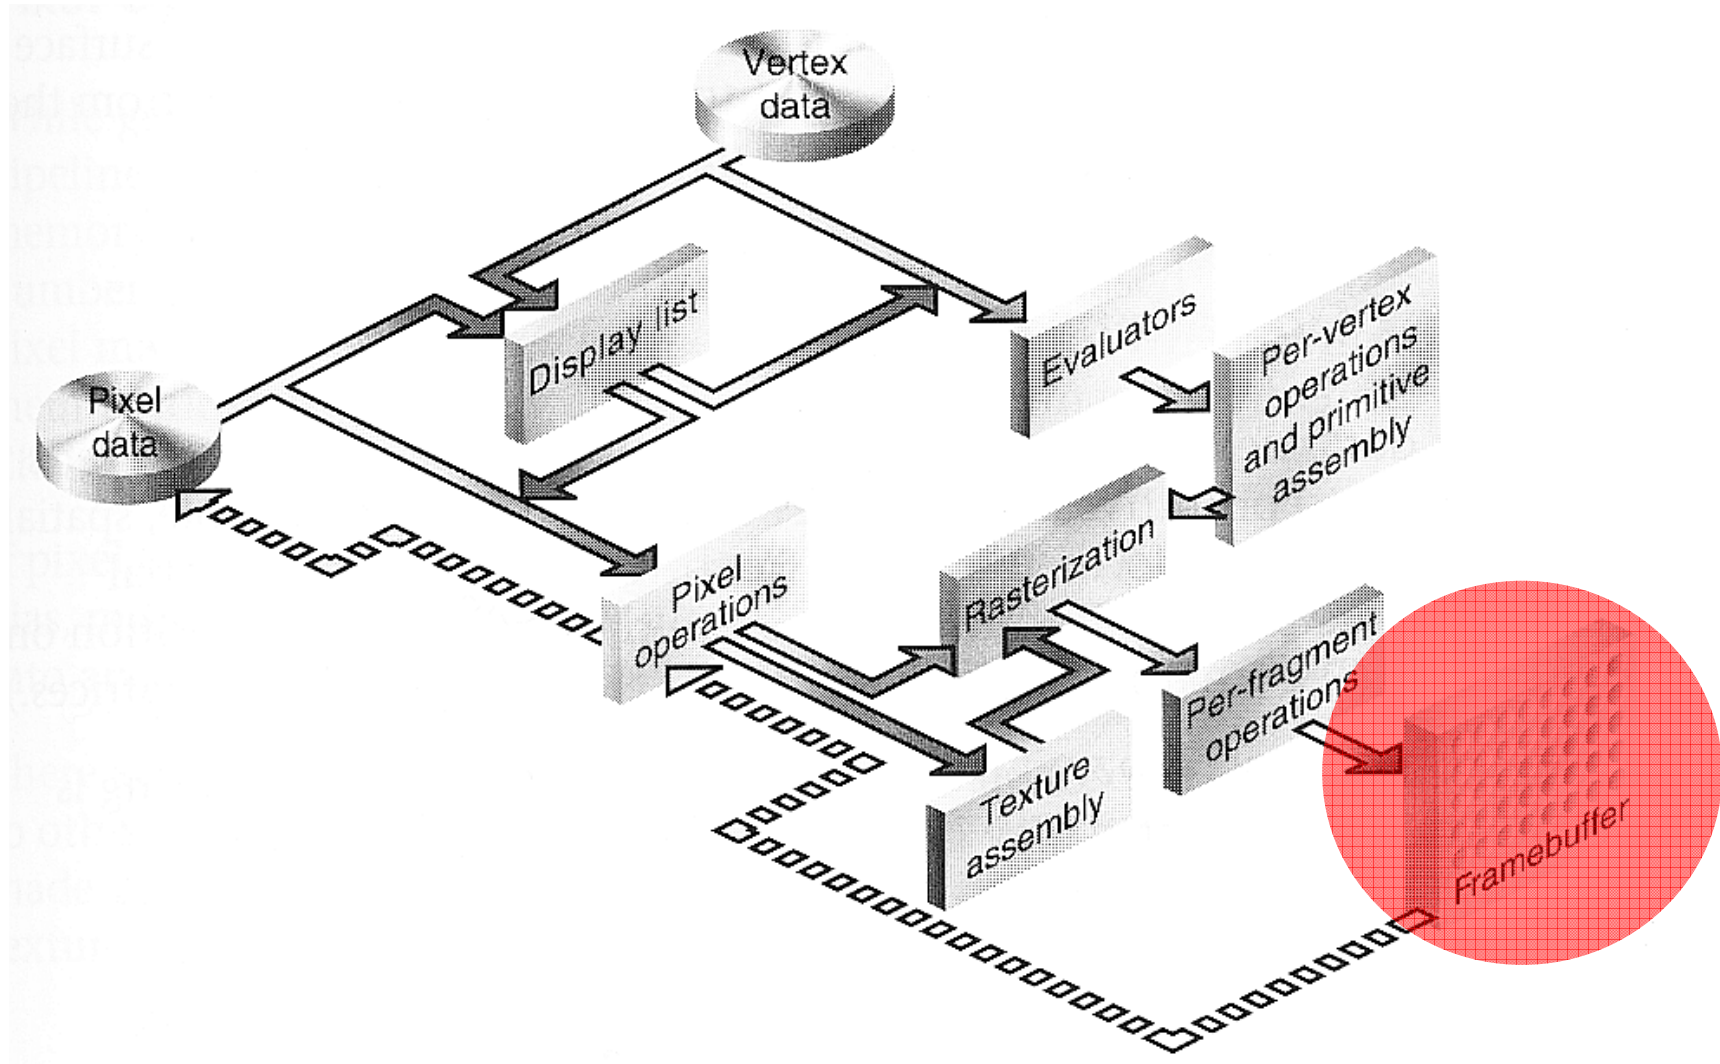 Vertex
data
Display list
Evaluators
Per-vertex
operations
and primitive
assembly
Pixel
data
Pixel
operations
Rasterization
Per-fragment
operations
Texture
assembly
Framebuffer